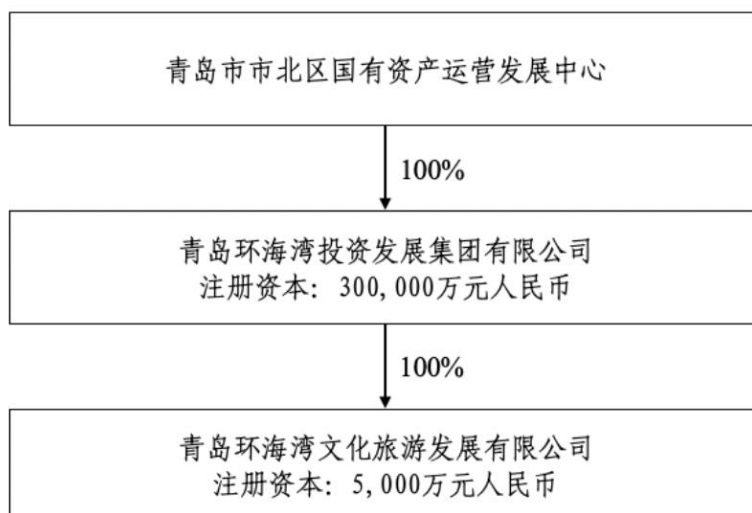 青岛市市北区国有资产运营发展中心
100%
青岛环海湾投资发展集团有限公司
注册资本: 300,000万元人民币
100%
青岛环海湾文化旅游发展有限公司
注册资本: 5,000万元人民币